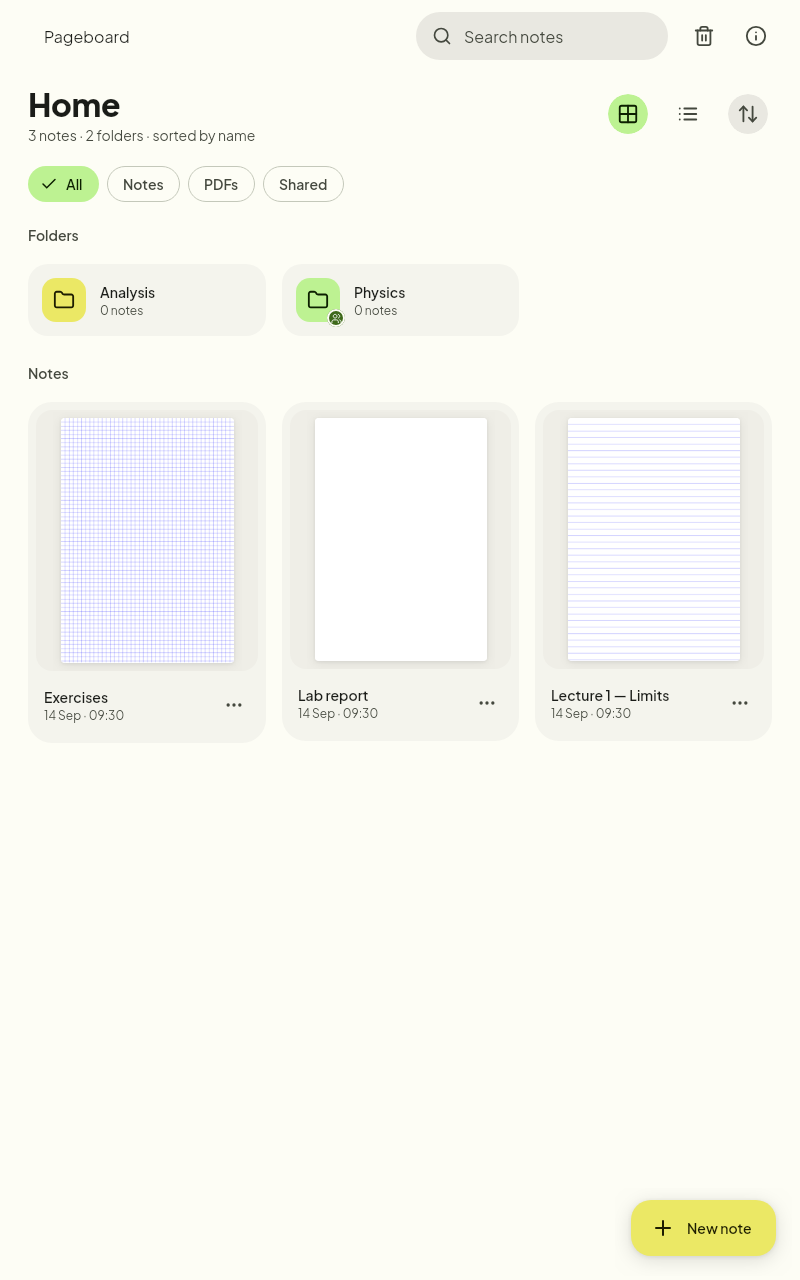 Pageboard
Search notes
Home
3 notes · 2 folders · sorted by name
All
Notes
PDFs
Shared
Folders
Analysis
0 notes
Physics
0 notes
Notes
Exercises
14 Sep · 09:30
Lab report
14 Sep · 09:30
Lecture 1 — Limits
14 Sep · 09:30
New note